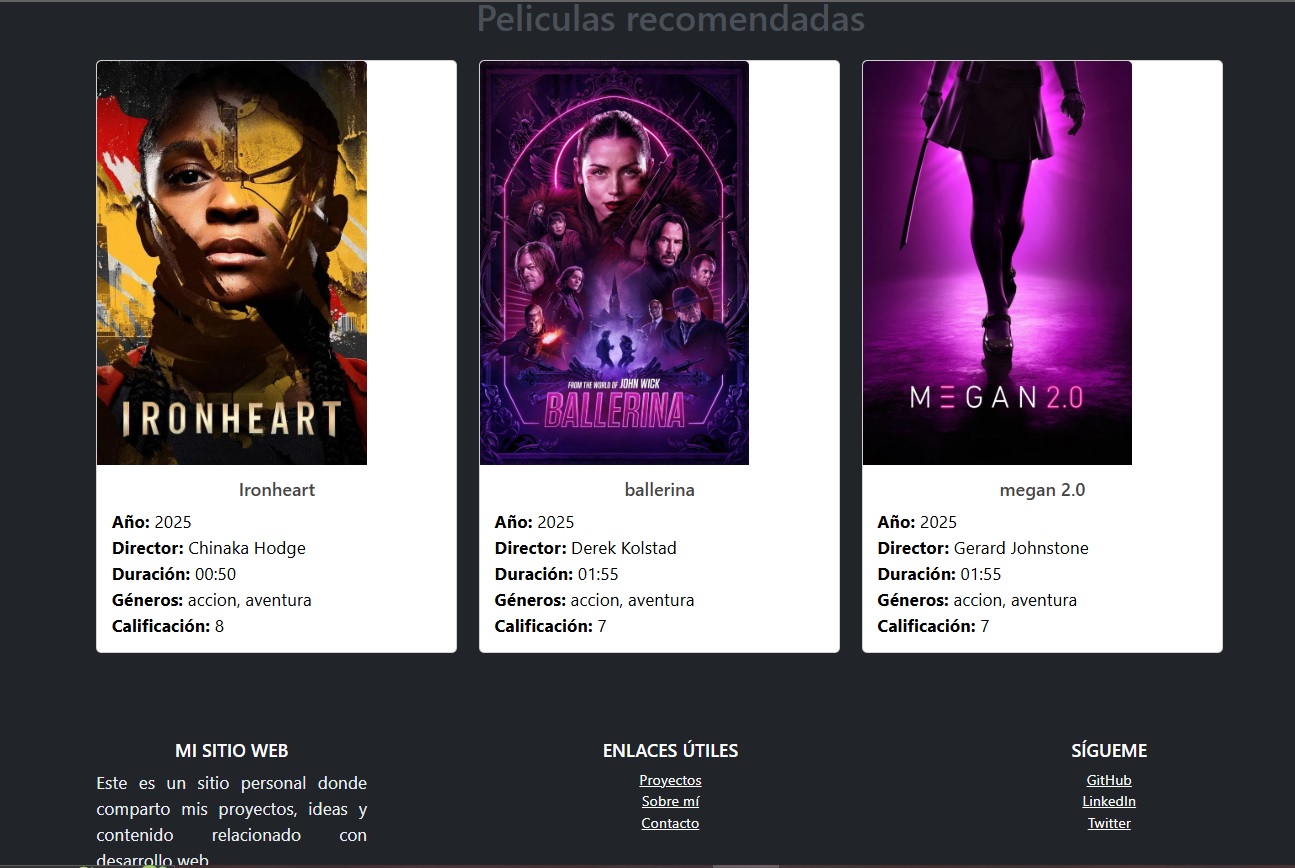 Peliculas recomendadas
IRONHEART
FROM THE WORLD OF JOHN WICK
BALLERINA
MEGAN 2.0
Ironheart
Año: 2025
Director: Chinaka Hodge
Duración: 00:50
Géneros: accion, aventura
Calificación: 8
ballerina
Año: 2025
Director: Derek Kolstad
Duración: 01:55
Géneros: accion, aventura
Calificación: 7
megan 2.0
Año: 2025
Director: Gerard Johnstone
Duración: 01:55
Géneros: accion, aventura
Calificación: 7
MI SITIO WEB
Este es un sitio personal donde
comparto mis proyectos, ideas y
contenido relacionado con
desarrollo web
ENLACES ÚTILES
Proyectos
Sobre mí
Contacto
SÍGUEME
GitHub
LinkedIn
Twitter